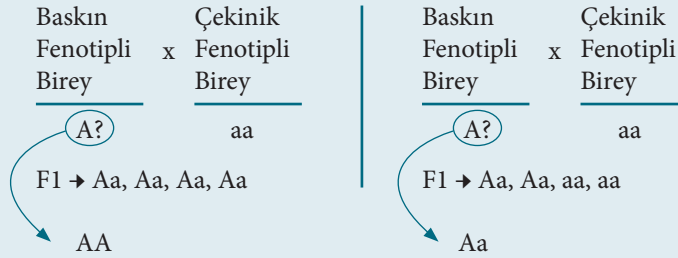 Baskın
Fenotipli
Birey
x
Çekinik
Fenotipli
Birey
A?
aa
F1 → Aa, Aa, Aa, Aa
AA
Baskın
Fenotipli
Birey
x
Çekinik
Fenotipli
Birey
A?
aa
F1 → Aa, Aa, aa, aa
Aa